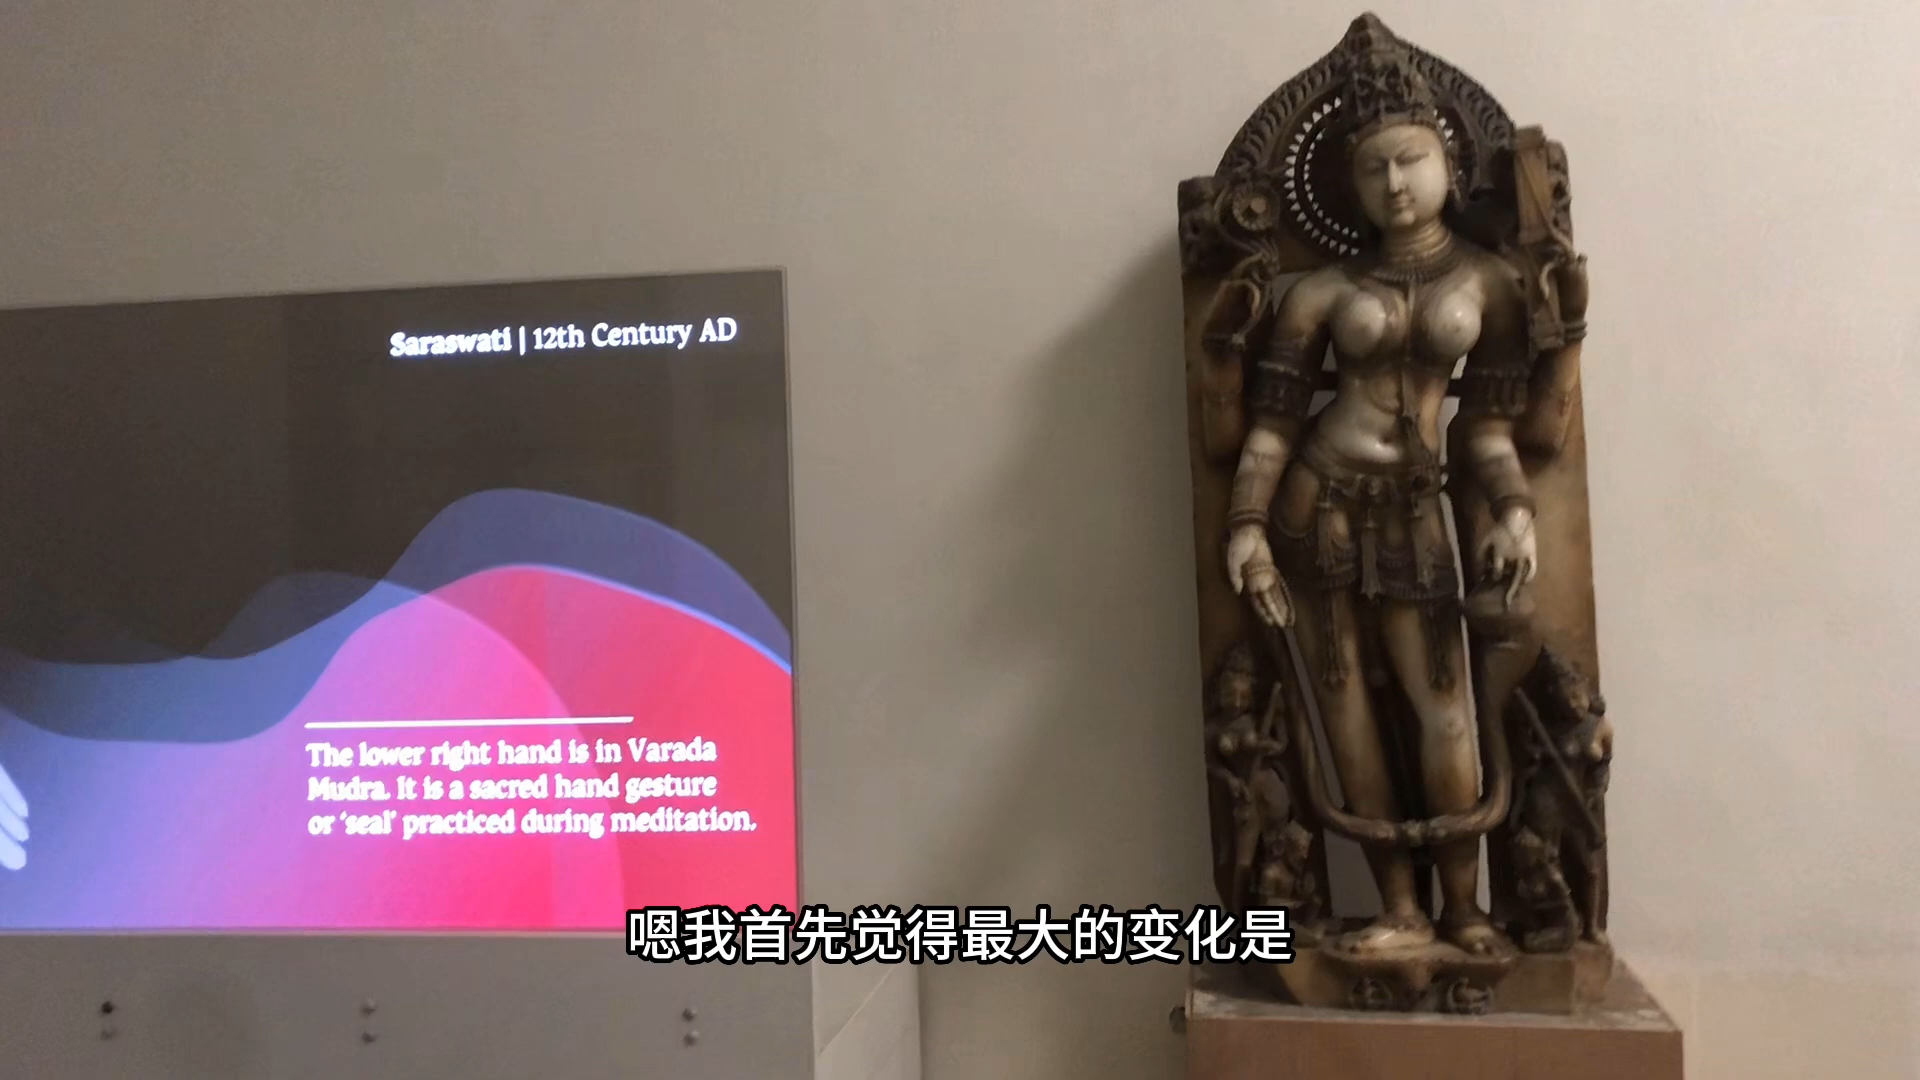 Saraswati | 12th Century AD
The lower right hand is in Varada
Mudra. It is a sacred hand gesture
or ‘seal’ practiced during meditation.
嗯我首先觉得最大的变化是